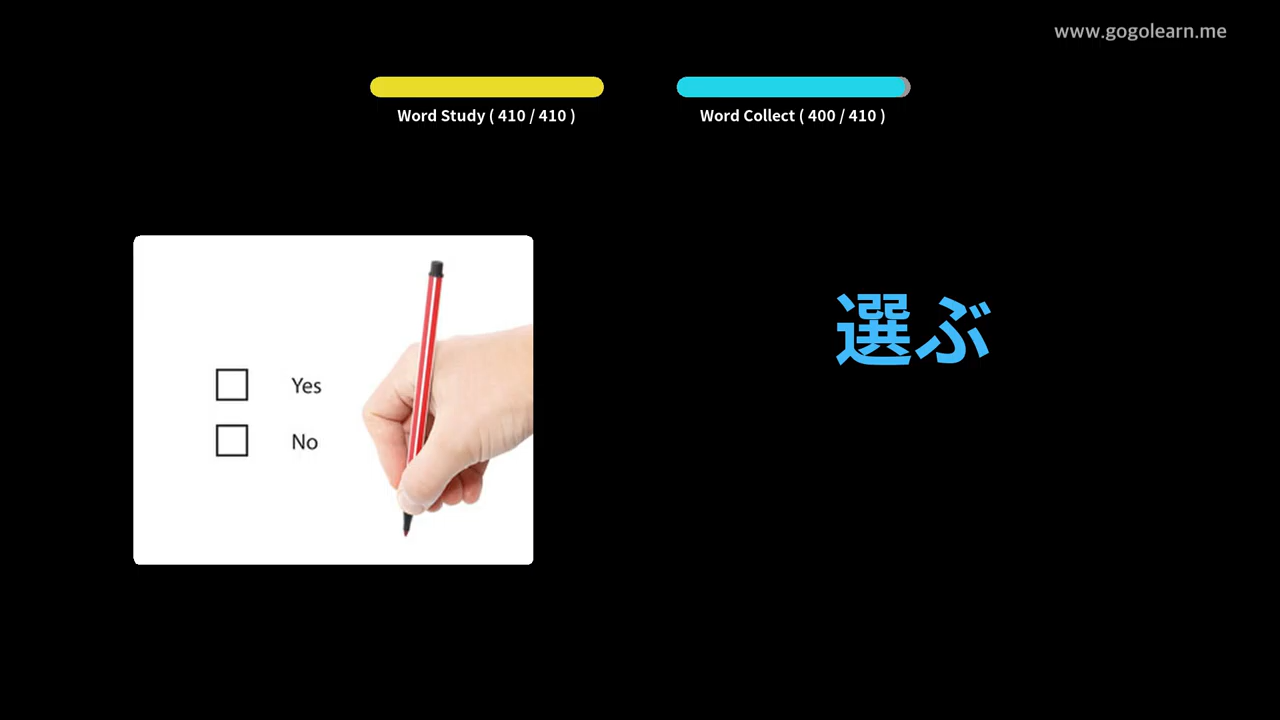 www.gogolearn.me
Word Study ( 410 / 410 )
Word Collect ( 400 / 410 )
Yes
No
選ぶ